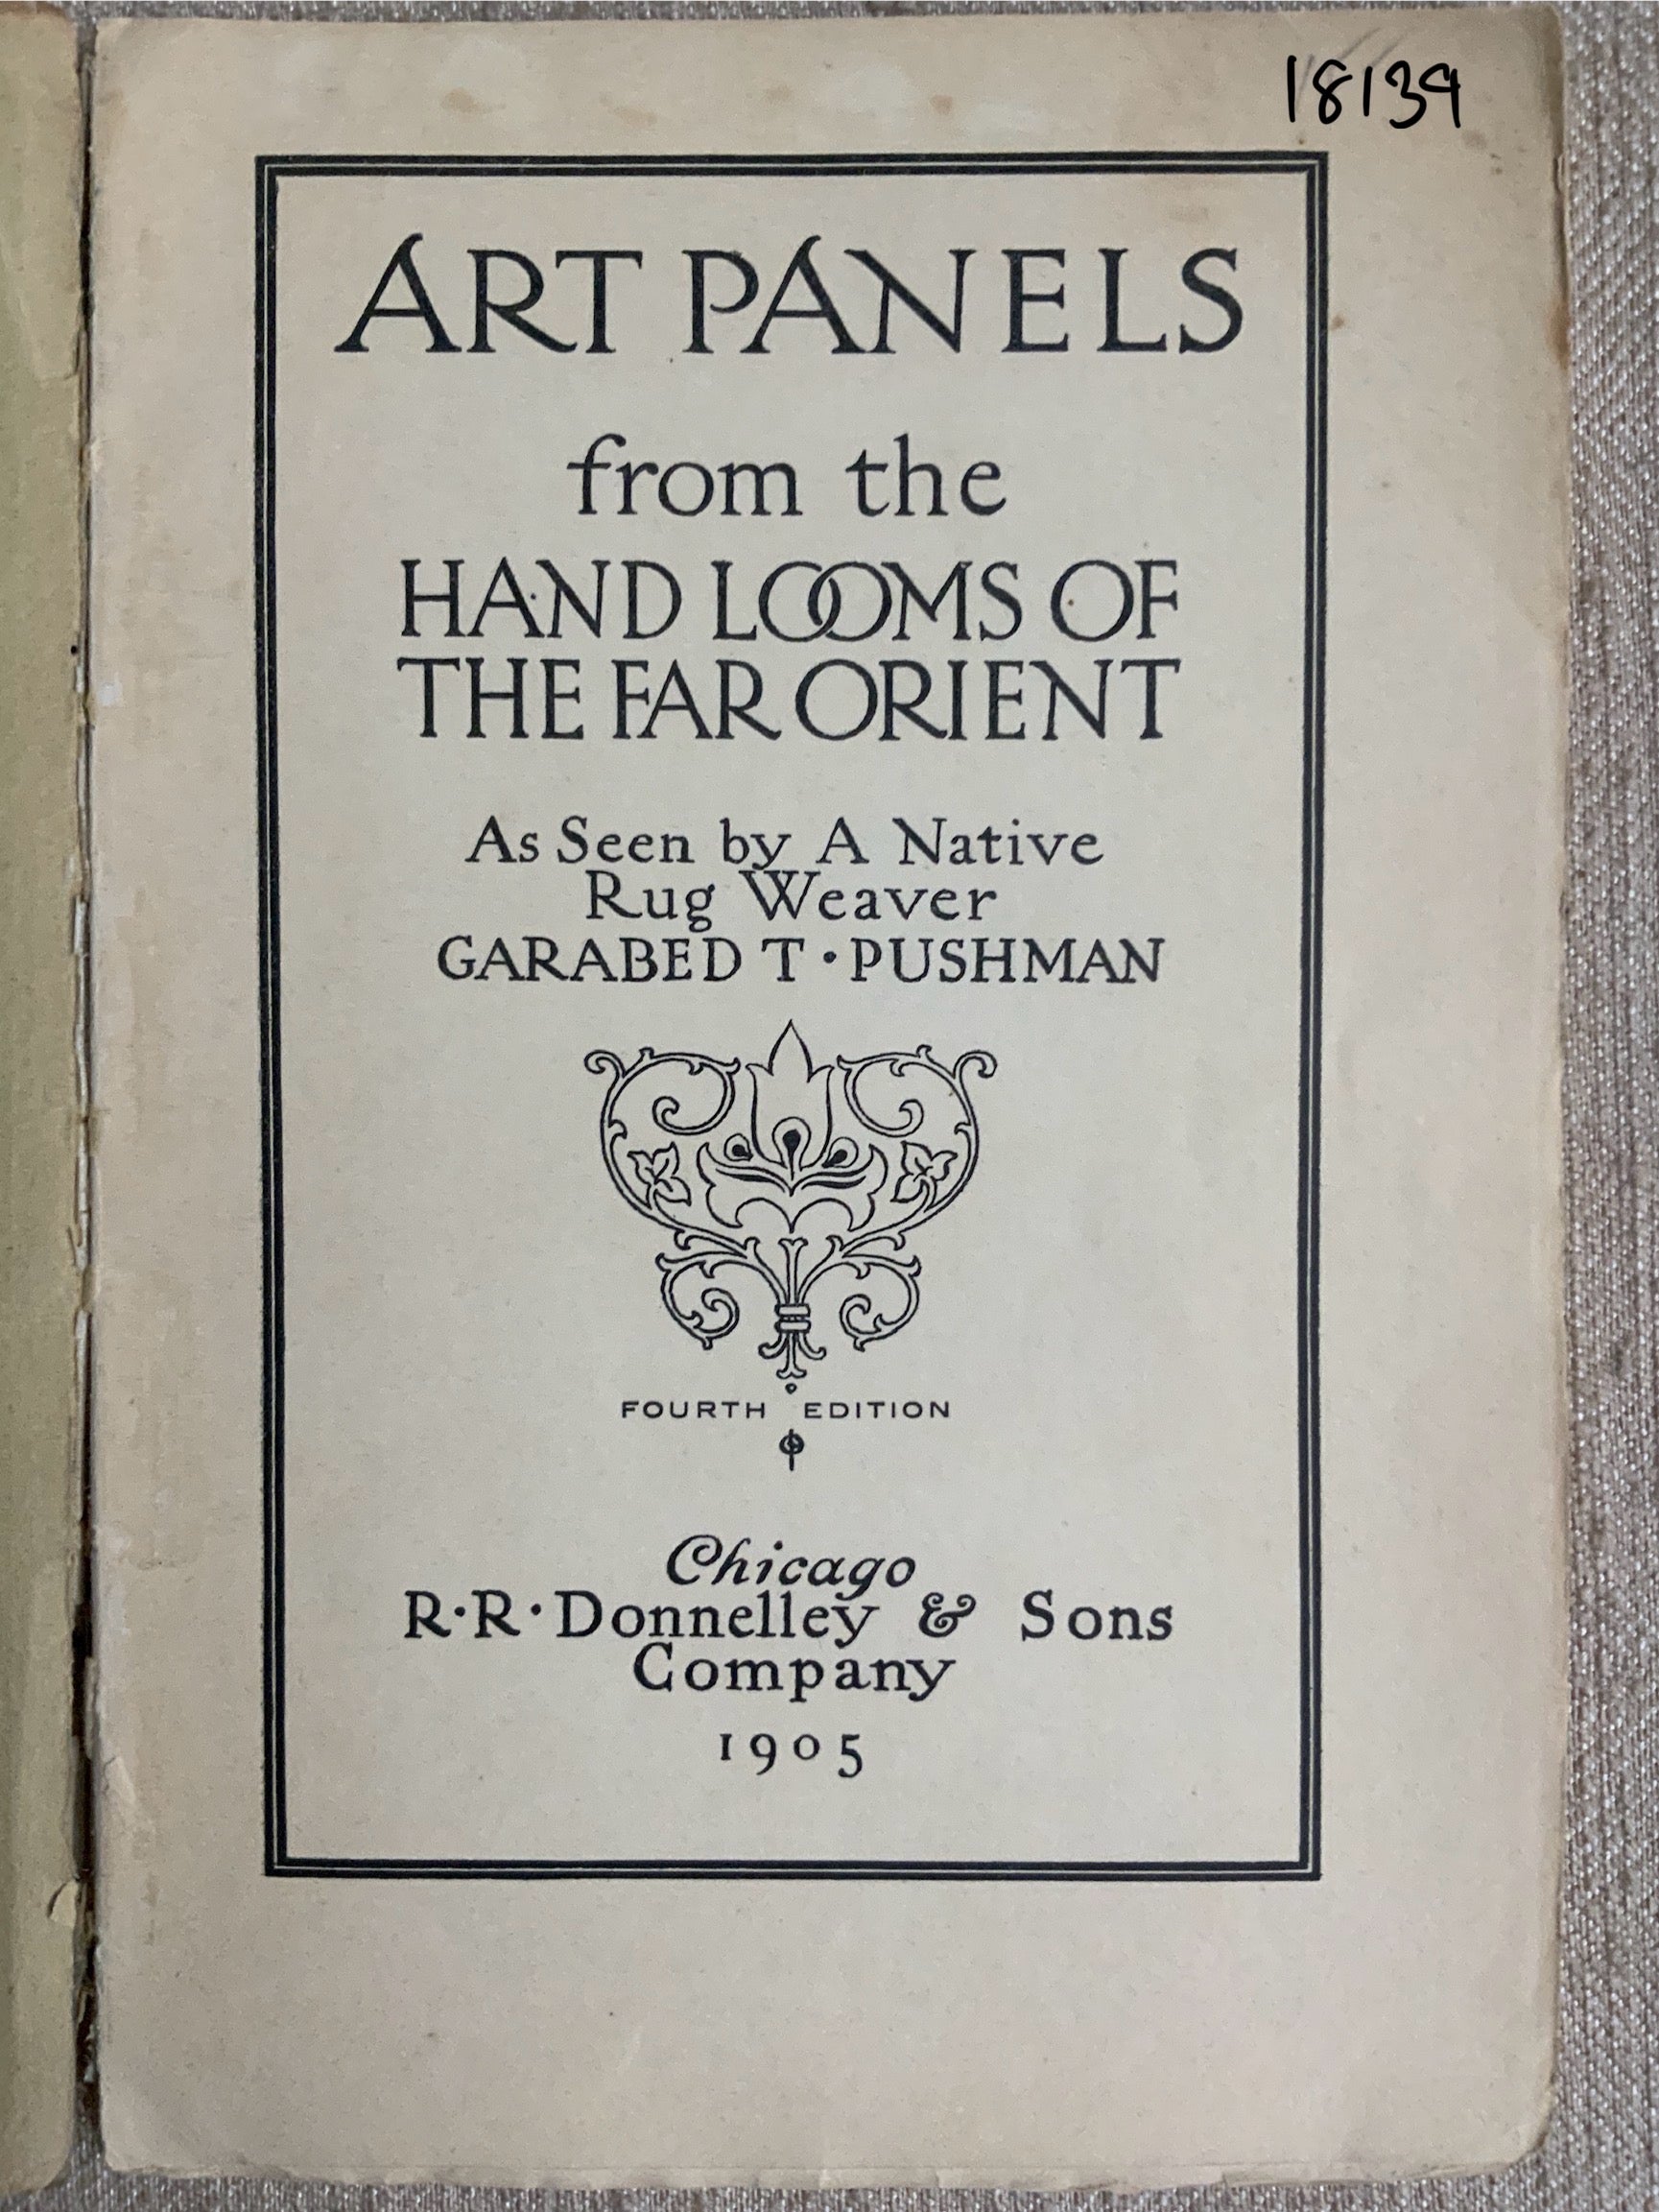 18139
ART PANELS
from the
HAND LOOMS OF
THE FAR ORIENT
As Seen by A Native
Rug Weaver
GARABED T·PUSHMAN
FOURTH EDITION
Chicago
R·R·Donnelley & Sons
Company
1905